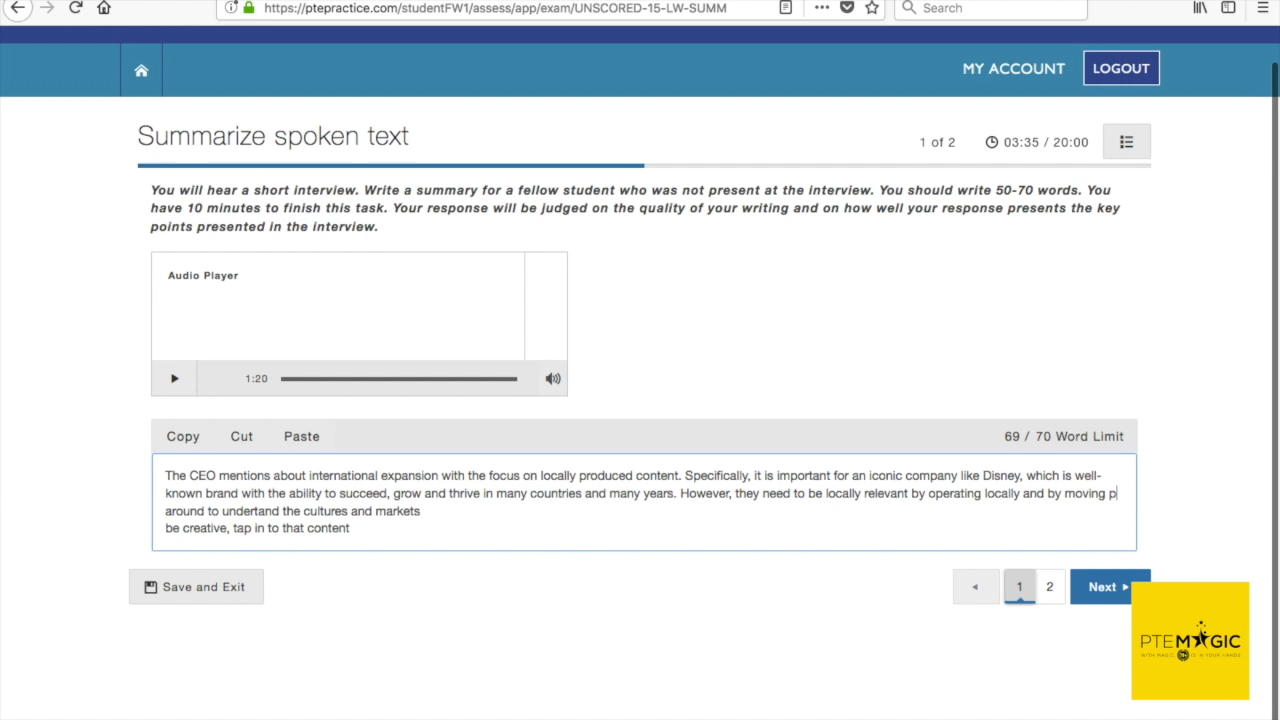 https://ptepractice.com/studentFW1/assess/app/exam/UNSCORED-15-LW-SUMM
Search
MY ACCOUNT
LOGOUT
Summarize spoken text
1 of 2
03:35 / 20:00
You will hear a short interview. Write a summary for a fellow student who was not present at the interview. You should write 50-70 words. You
have 10 minutes to finish this task. Your response will be judged on the quality of your writing and on how well your response presents the key
points presented in the interview.
Audio Player
1:20
Copy Cut Paste
69 / 70 Word Limit
The CEO mentions about international expansion with the focus on locally produced content. Specifically, it is important for an iconic company like Disney, which is well-
known brand with the ability to succeed, grow and thrive in many countries and many years. However, they need to be locally relevant by operating locally and by moving p
around to undertand the cultures and markets
be creative, tap in to that content
Save and Exit
1
2
Next
PTEMAGIC